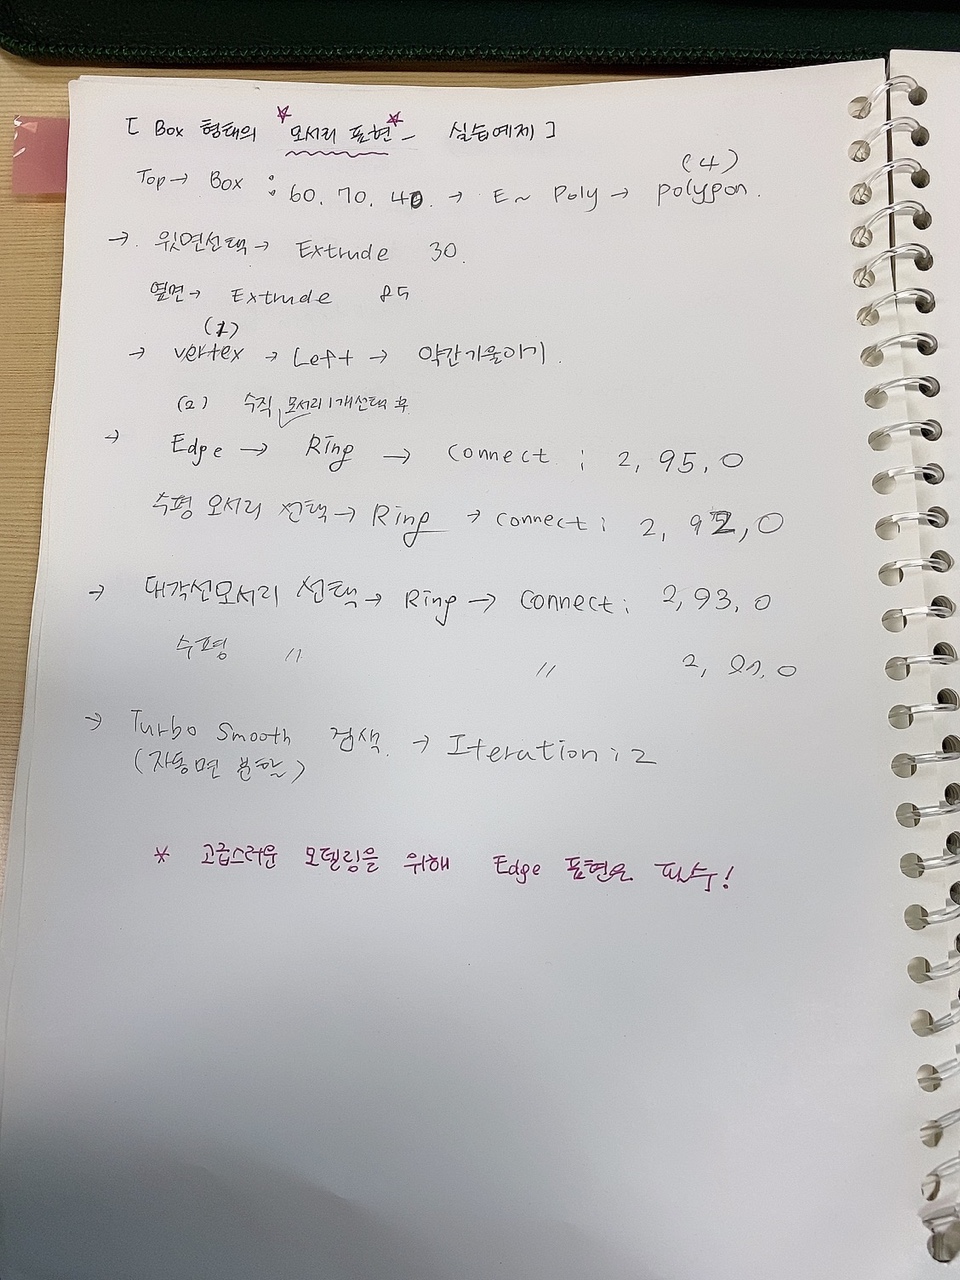 [ Box 형태의 *모서리 표현* - 실습예제 ]
(4)
Top → Box : 60. 70. 40. → E~ Poly → polygon.
→. 윗면선택 → Extrude 30.
옆면 → Extrude 85
(1)
→ vertex → Left → 약간기울이기.
(2) 수직 모서리 1개선택 후
→ Edge → Ring → Connect : 2, 95, 0
수평 모서리 선택 → Ring → Connect : 2, 92, 0
→ 대각선모서리 선택 → Ring → Connect : 2, 93, 0
수평 〃 〃 2, 91, 0
→ Turbo Smooth 검색. → Iteration : 2
(자동면 분할)
* 고급스러운 모델링을 위해 Edge 표현은 필수!